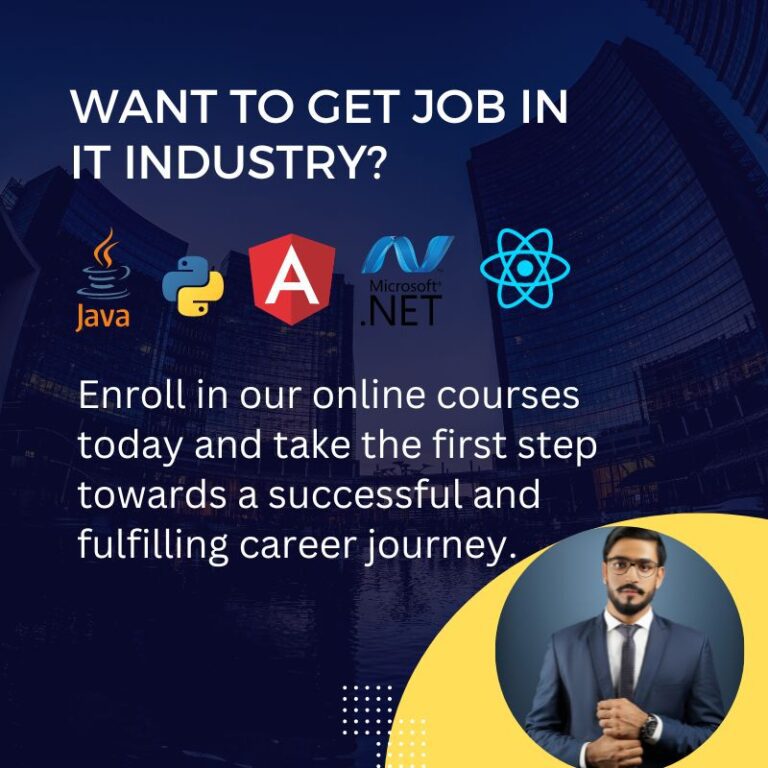 WANT TO GET JOB IN
IT INDUSTRY?
Java
A
Microsoft®
.NET
Enroll in our online courses
today and take the first step
towards a successful and
fulfilling career journey.